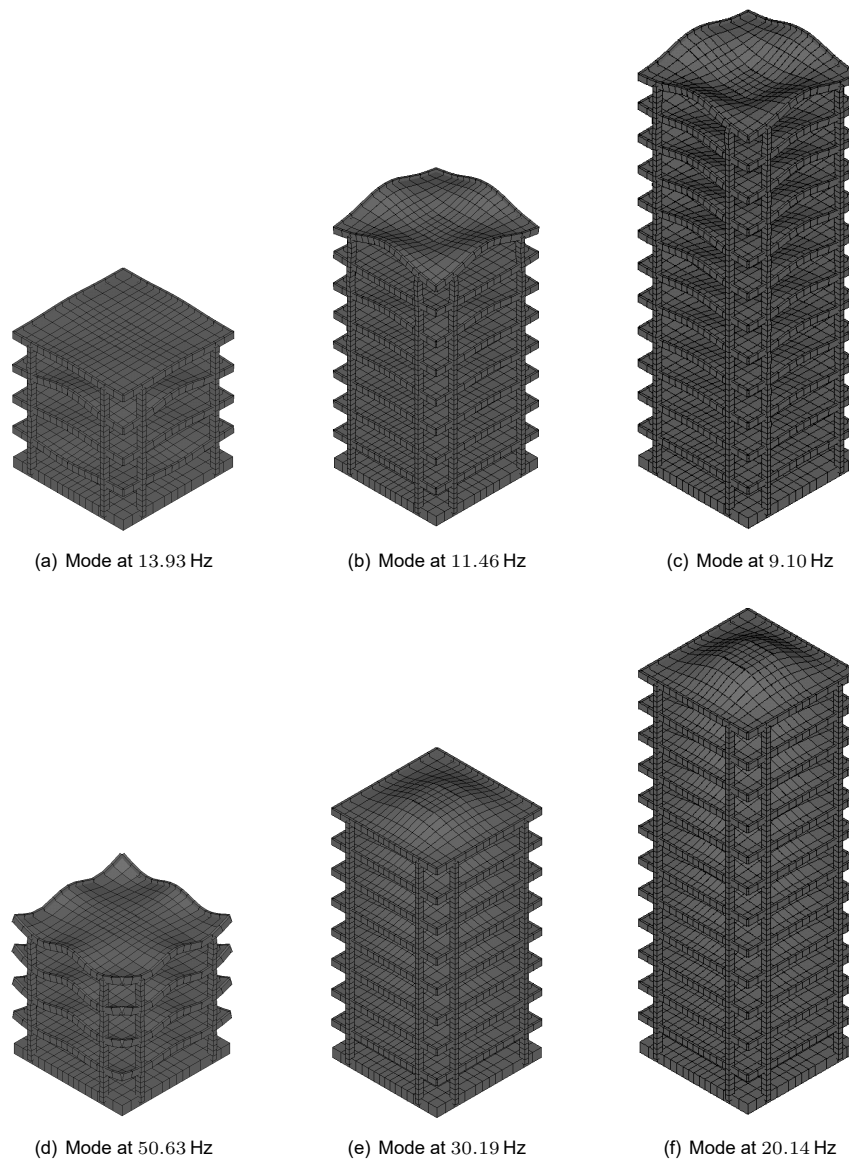 (a) Mode at 13.93 Hz
(b) Mode at 11.46 Hz
(c) Mode at 9.10 Hz
(d) Mode at 50.63 Hz
(e) Mode at 30.19 Hz
(f) Mode at 20.14 Hz